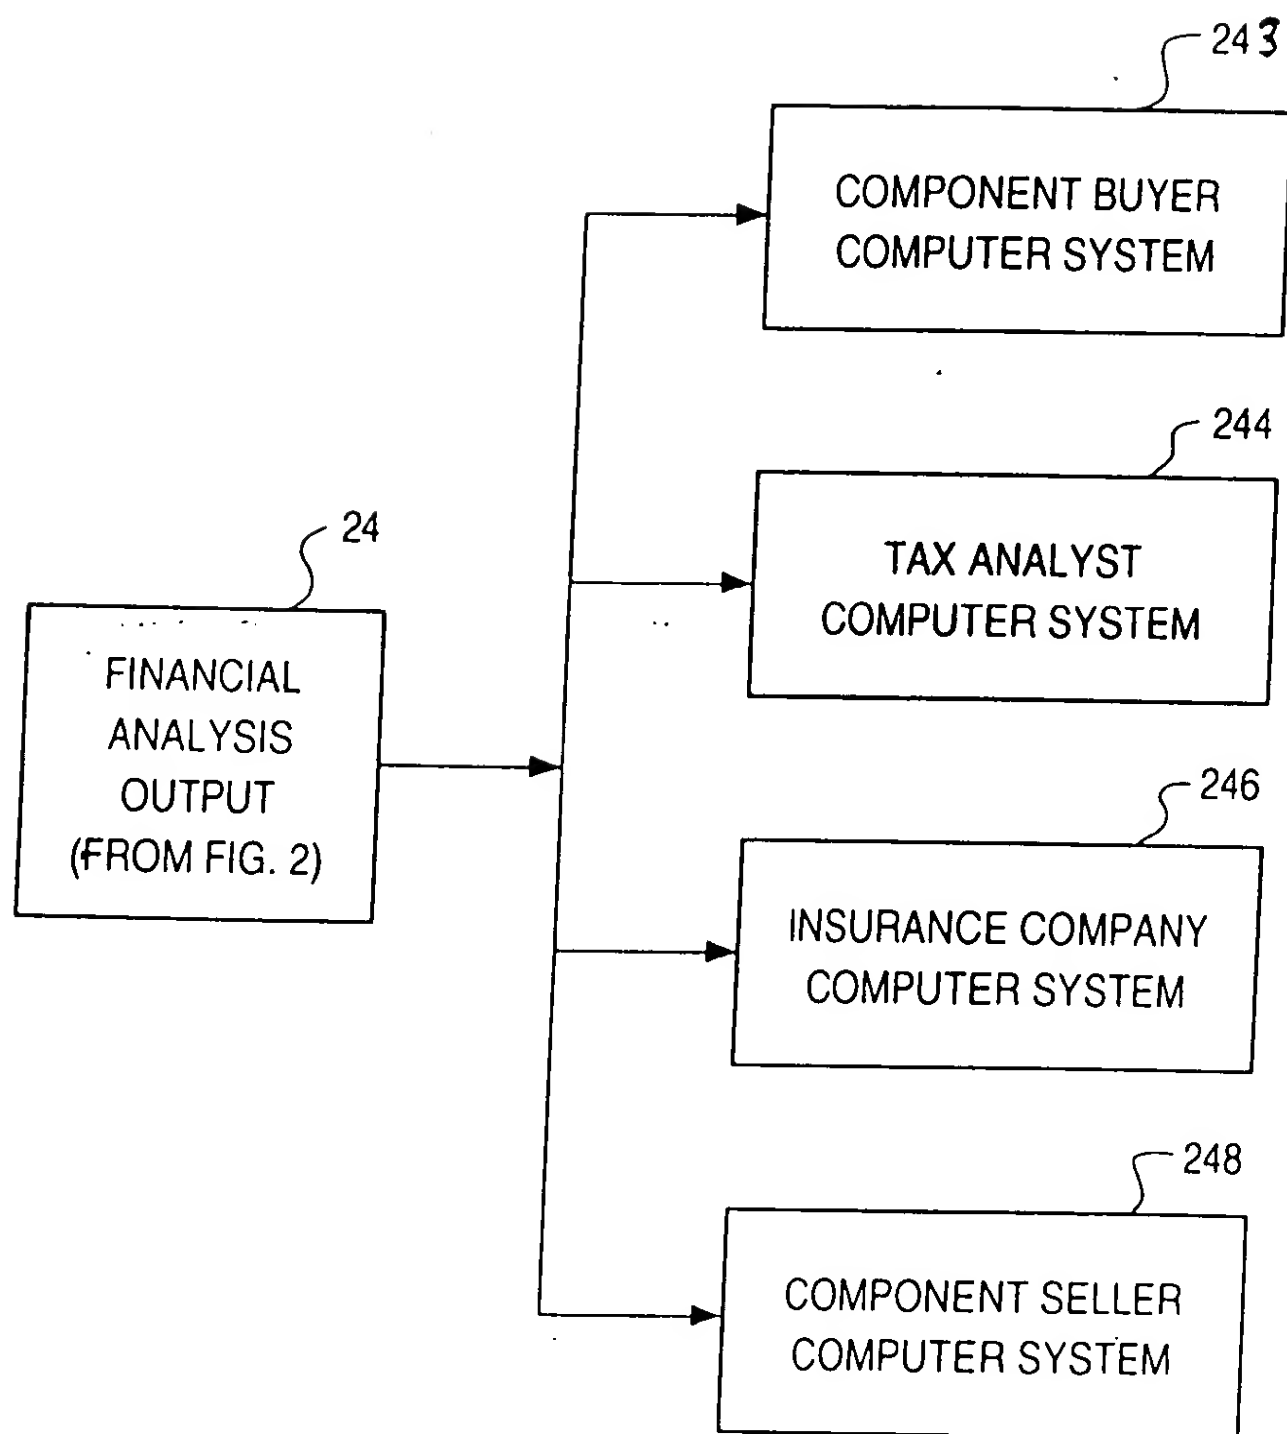 243
COMPONENT BUYER
COMPUTER SYSTEM
244
TAX ANALYST
COMPUTER SYSTEM
24
FINANCIAL
ANALYSIS
OUTPUT
(FROM FIG. 2)
246
INSURANCE COMPANY
COMPUTER SYSTEM
248
COMPONENT SELLER
COMPUTER SYSTEM